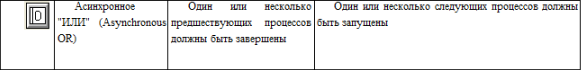 Асинхронное "ИЛИ" (Asynchronous OR)
Один или несколько предшествующих процессов должны быть завершены
Один или несколько следующих процессов должны быть запущены